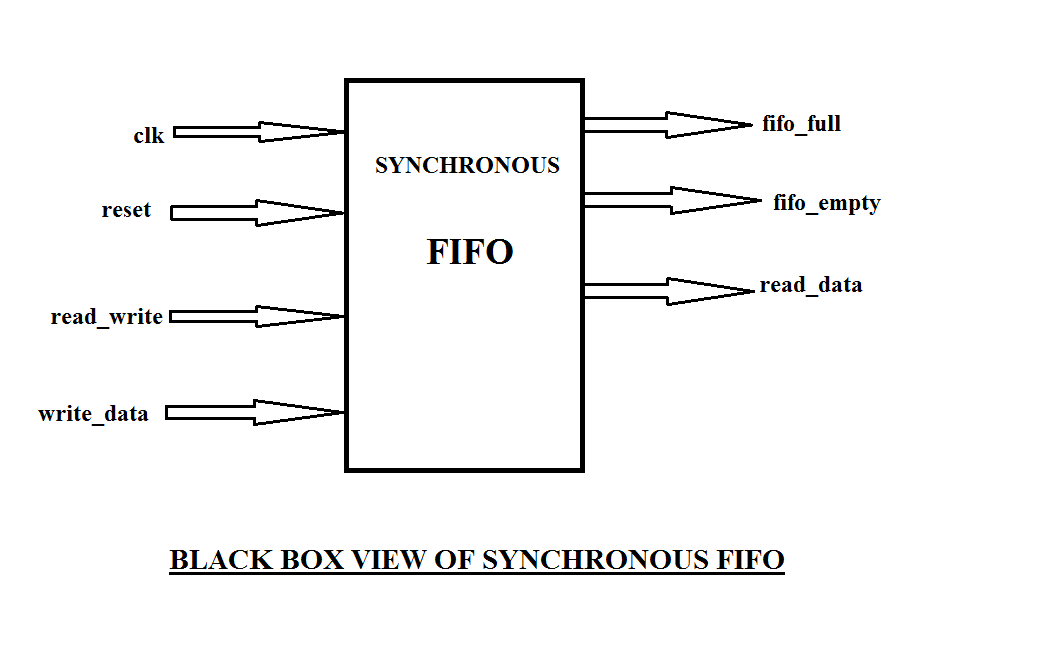 clk
reset
read_write
write_data
SYNCHRONOUS
FIFO
fifo_full
fifo_empty
read_data
BLACK BOX VIEW OF SYNCHRONOUS FIFO